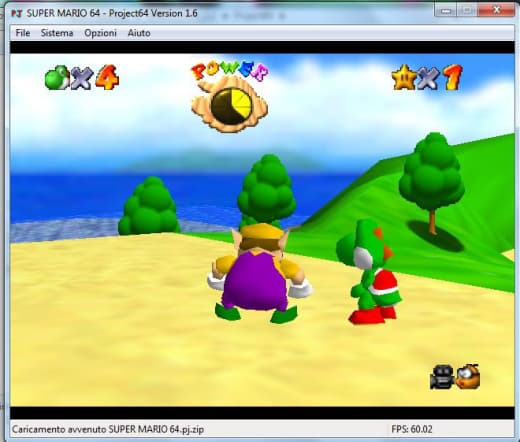 SUPER MARIO 64 - Project64 Version 1.6
File Sistema Opzioni Aiuto
×4 POWER ×1
Caricamento avvenuto SUPER MARIO 64.pj.zip FPS: 60.02